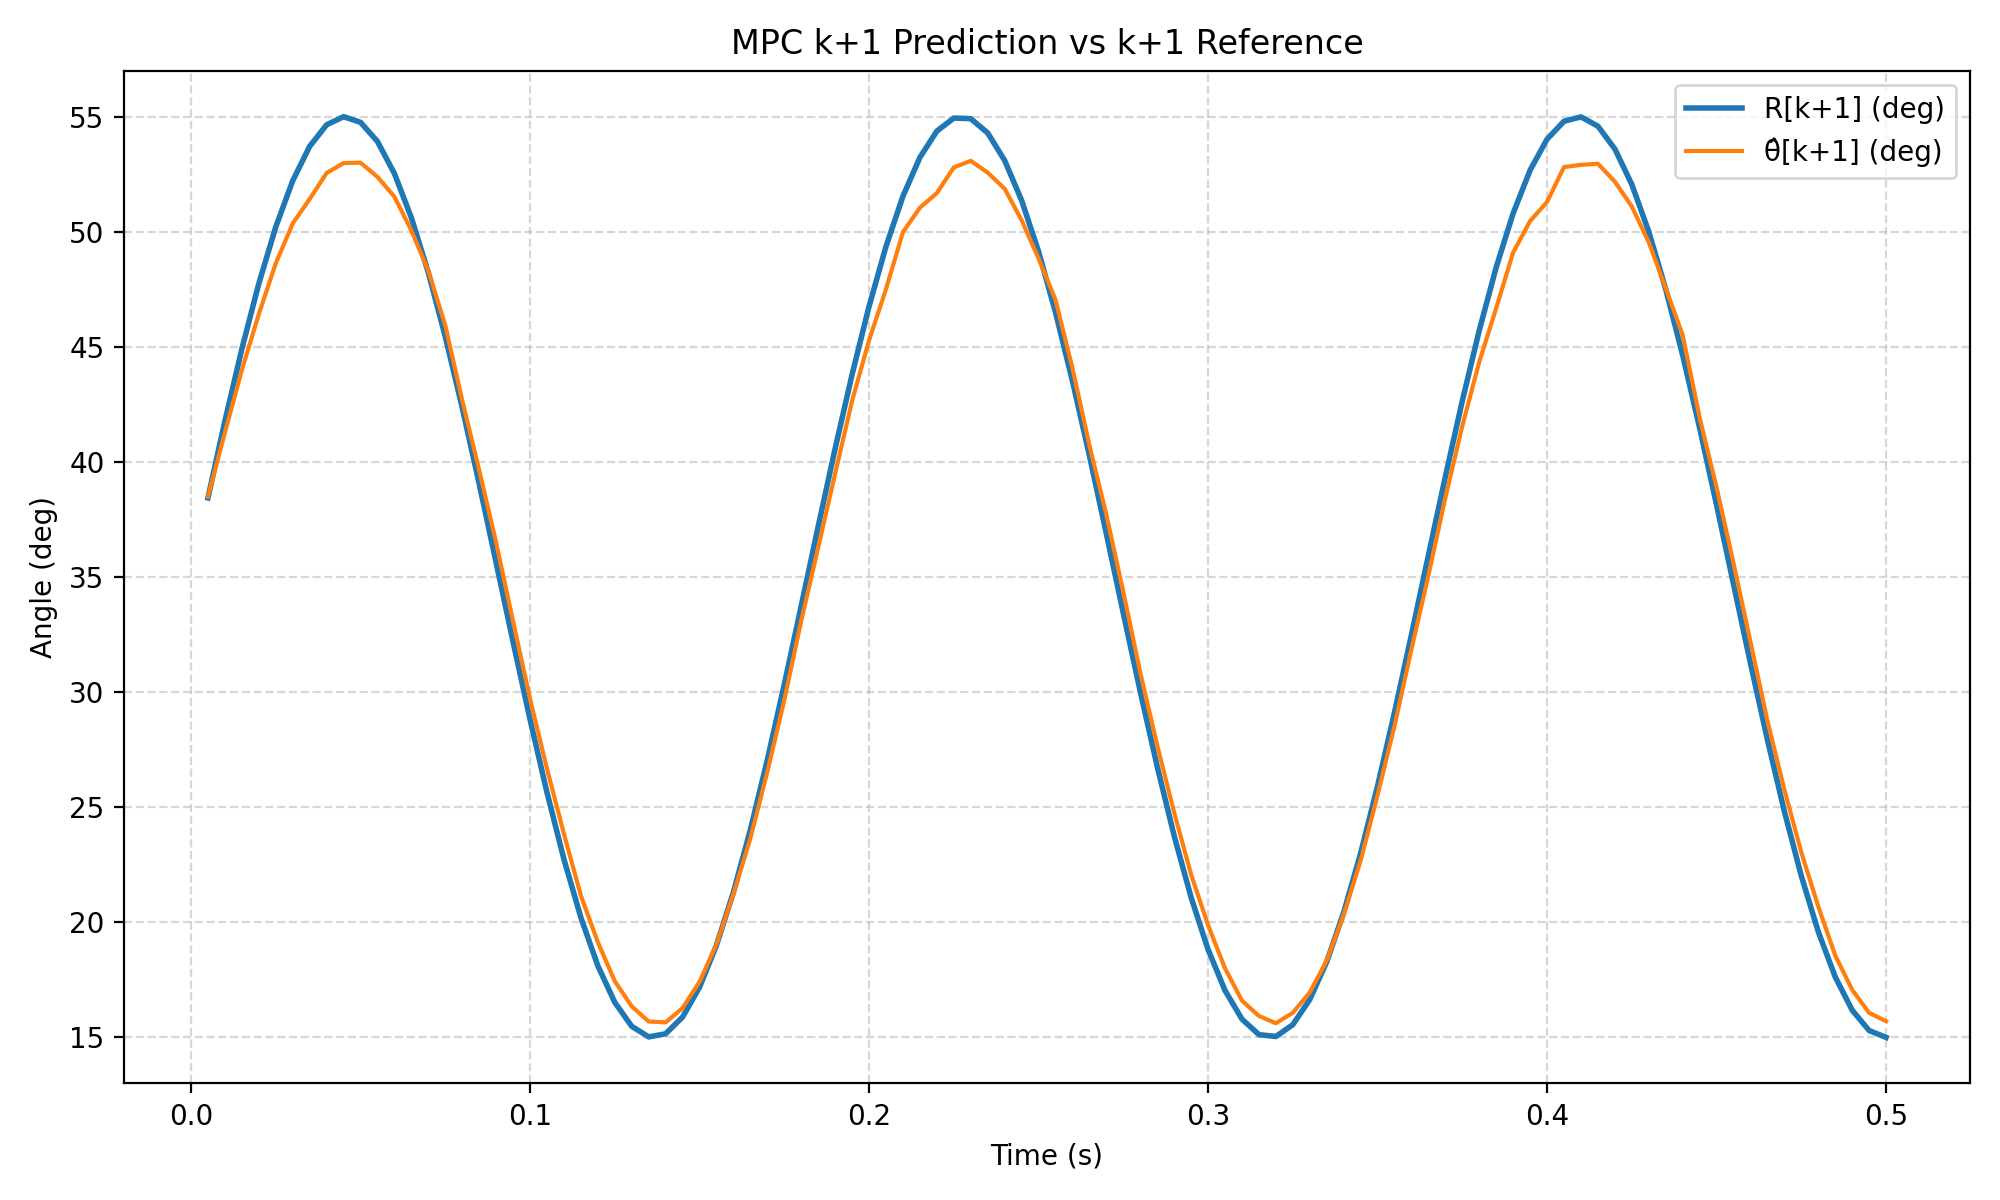 MPC k+1 Prediction vs k+1 Reference
R[k+1] (deg)
θ̂[k+1] (deg)
Angle (deg)
55
50
45
40
35
30
25
20
15
0.0 0.1 0.2 0.3 0.4 0.5
Time (s)